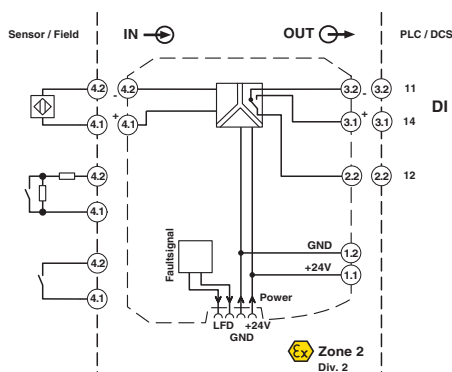 Sensor / Field
IN
OUT
PLC / DCS
4.2
-
4.2
3.2
-
3.2
11
DI
4.1
+
4.1
3.1
+
3.1
14
4.2
2.2
2.2
12
4.1
4.2
4.1
Faultsignal
GND
1.2
+24V
1.1
Power
LFD
+24V
GND
Ex
Zone 2
Div. 2